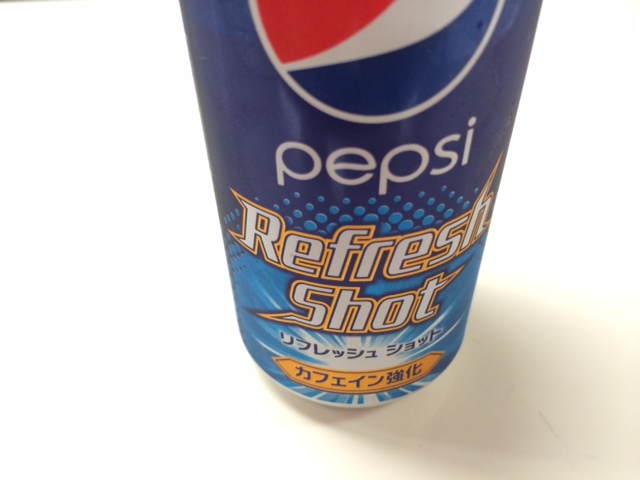 pepsi
Refresh
Shot
リフレッシュ ショット
カフェイン強化